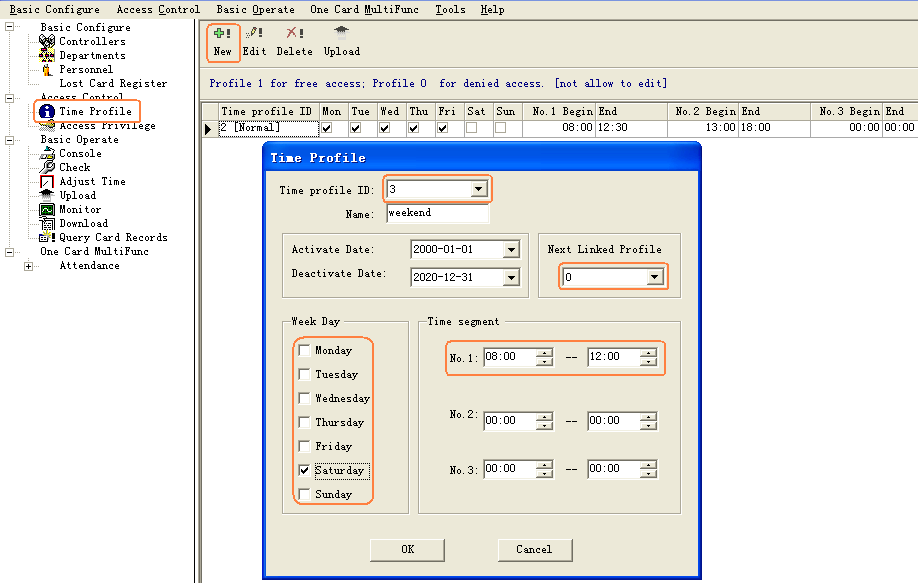 Basic Configure Access Control Basic Operate One Card MultiFunc Tools Help
Basic Configure
Controllers
Departments
Personnel
Lost Card Register
Access Control
Time Profile
Access Privilege
Basic Operate
Console
Check
Adjust Time
Upload
Monitor
Download
Query Card Records
One Card MultiFunc
Attendance
New Edit Delete Upload
Profile 1 for free access; Profile 0 for denied access. [not allow to edit]
Time profile ID Mon Tue Wed Thu Fri Sat Sun No.1 Begin End No.2 Begin End No.3 Begin End
2 [Normal] 08:00 12:30 13:00 18:00 00:00 00:00
Time Profile
Time profile ID: 3
Name: weekend
Activate Date: 2000-01-01
Deactivate Date: 2020-12-31
Next Linked Profile
0
Week Day
Monday
Tuesday
Wednesday
Thursday
Friday
Saturday
Sunday
Time segment
No.1: 08:00 -- 12:00
No.2: 00:00 -- 00:00
No.3: 00:00 -- 00:00
OK Cancel